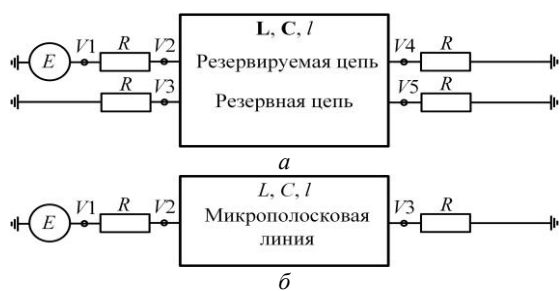 L, C, l
V1 R V2 V4 R
E Резервируемая цепь
R V3 V5 R
Резервная цепь
а
L, C, l
V1 R V2 V3 R
E Микрополосковая
линия
б